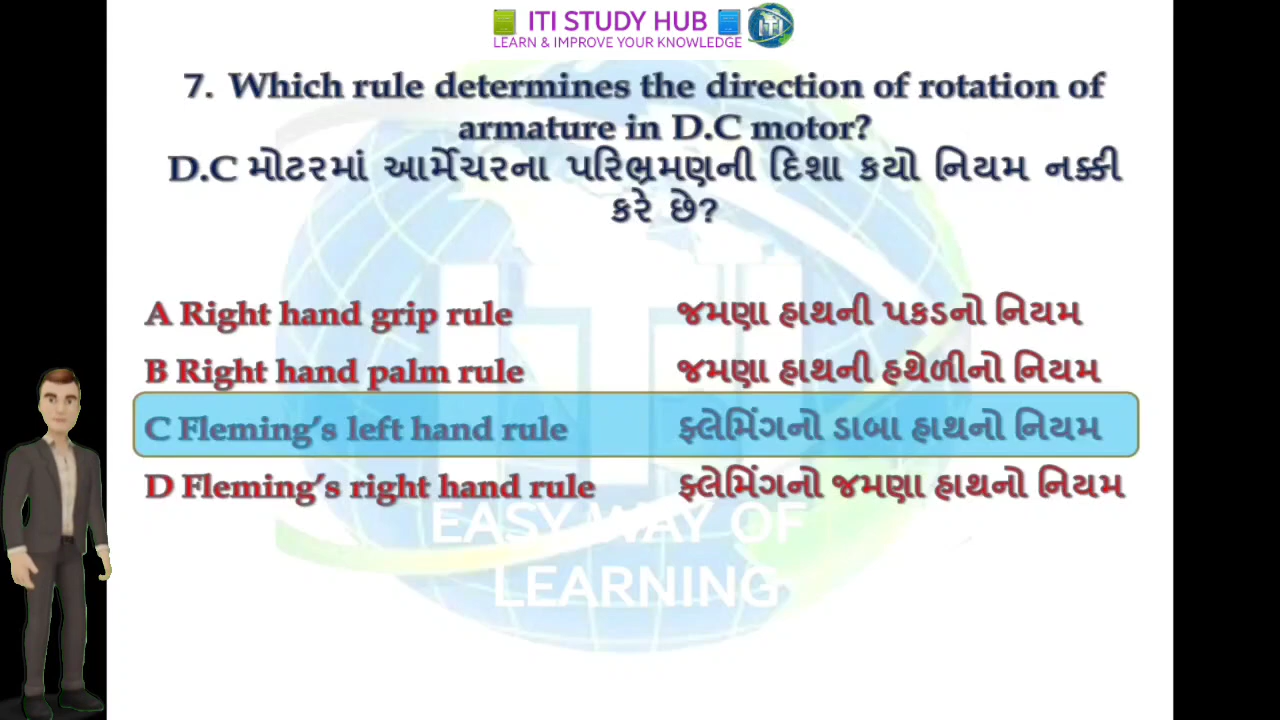 ITI STUDY HUB
LEARN & IMPROVE YOUR KNOWLEDGE
ITI
7. Which rule determines the direction of rotation of
armature in D.C motor?
D.C મોટરમાં આર્મેચરના પરિભ્રમણની દિશા કયો નિયમ નક્કી
કરે છે?
A Right hand grip rule જમણા હાથની પકડનો નિયમ
B Right hand palm rule જમણા હાથની હથેળીનો નિયમ
C Fleming’s left hand rule ફ્લેમિંગનો ડાબા હાથનો નિયમ
D Fleming’s right hand rule ફ્લેમિંગનો જમણા હાથનો નિયમ
ITI
EASY WAY OF
LEARNING